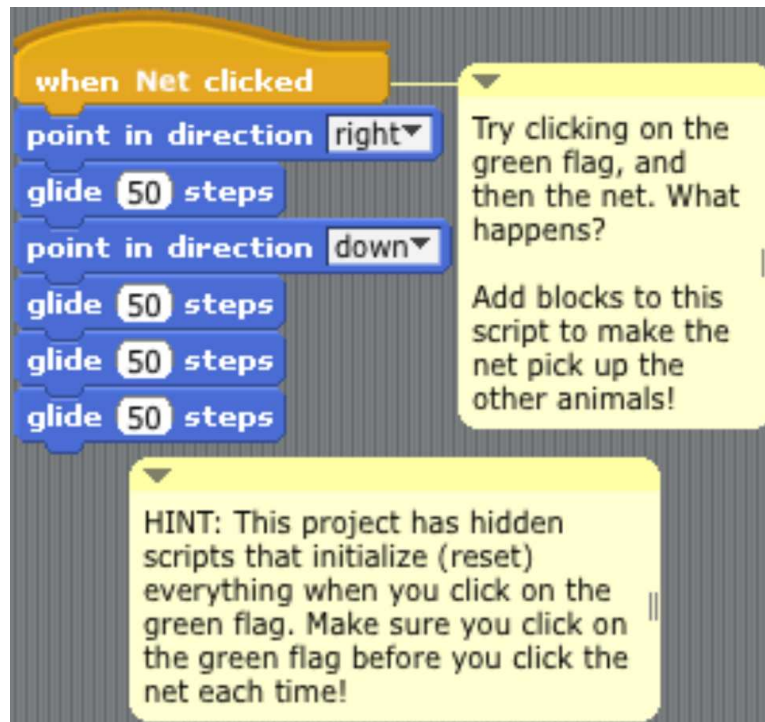 when Net clicked
point in direction right
glide 50 steps
point in direction down
glide 50 steps
glide 50 steps
glide 50 steps
Try clicking on the
green flag, and
then the net. What
happens?
Add blocks to this
script to make the
net pick up the
other animals!
HINT: This project has hidden
scripts that initialize (reset)
everything when you click on the
green flag. Make sure you click on
the green flag before you click the
net each time!